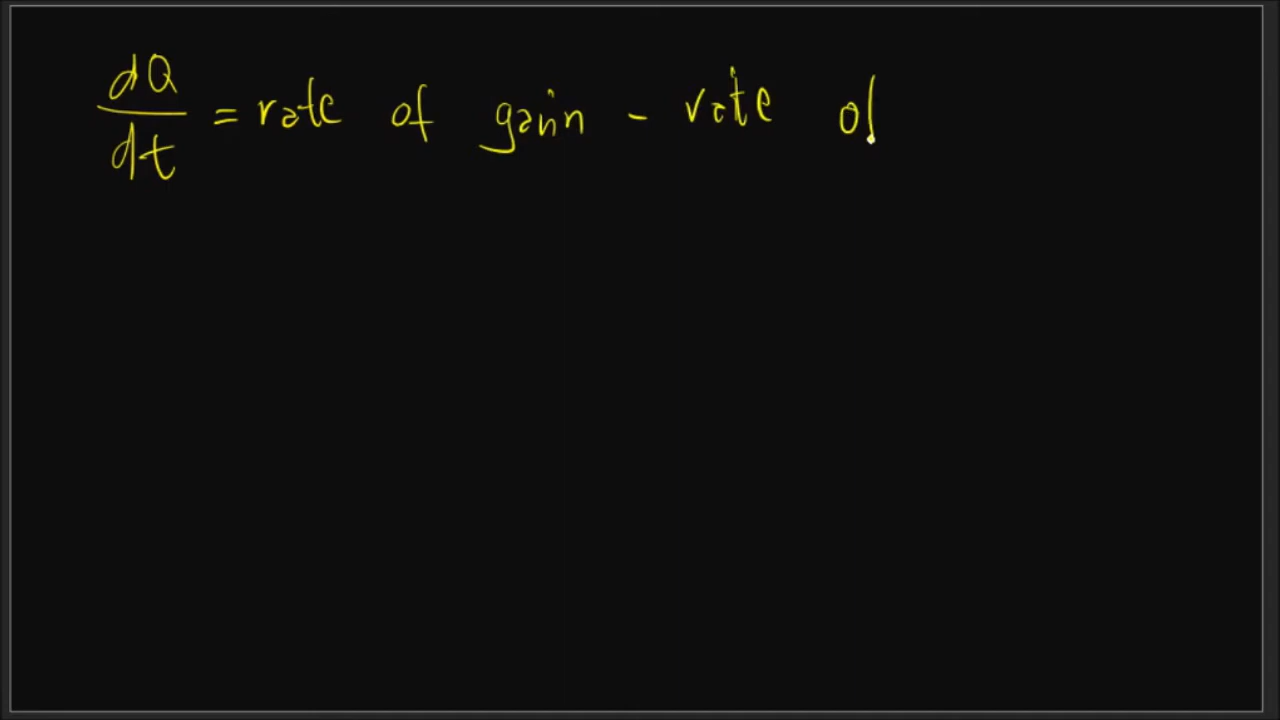 dQ/dt = rate of gain - rate of